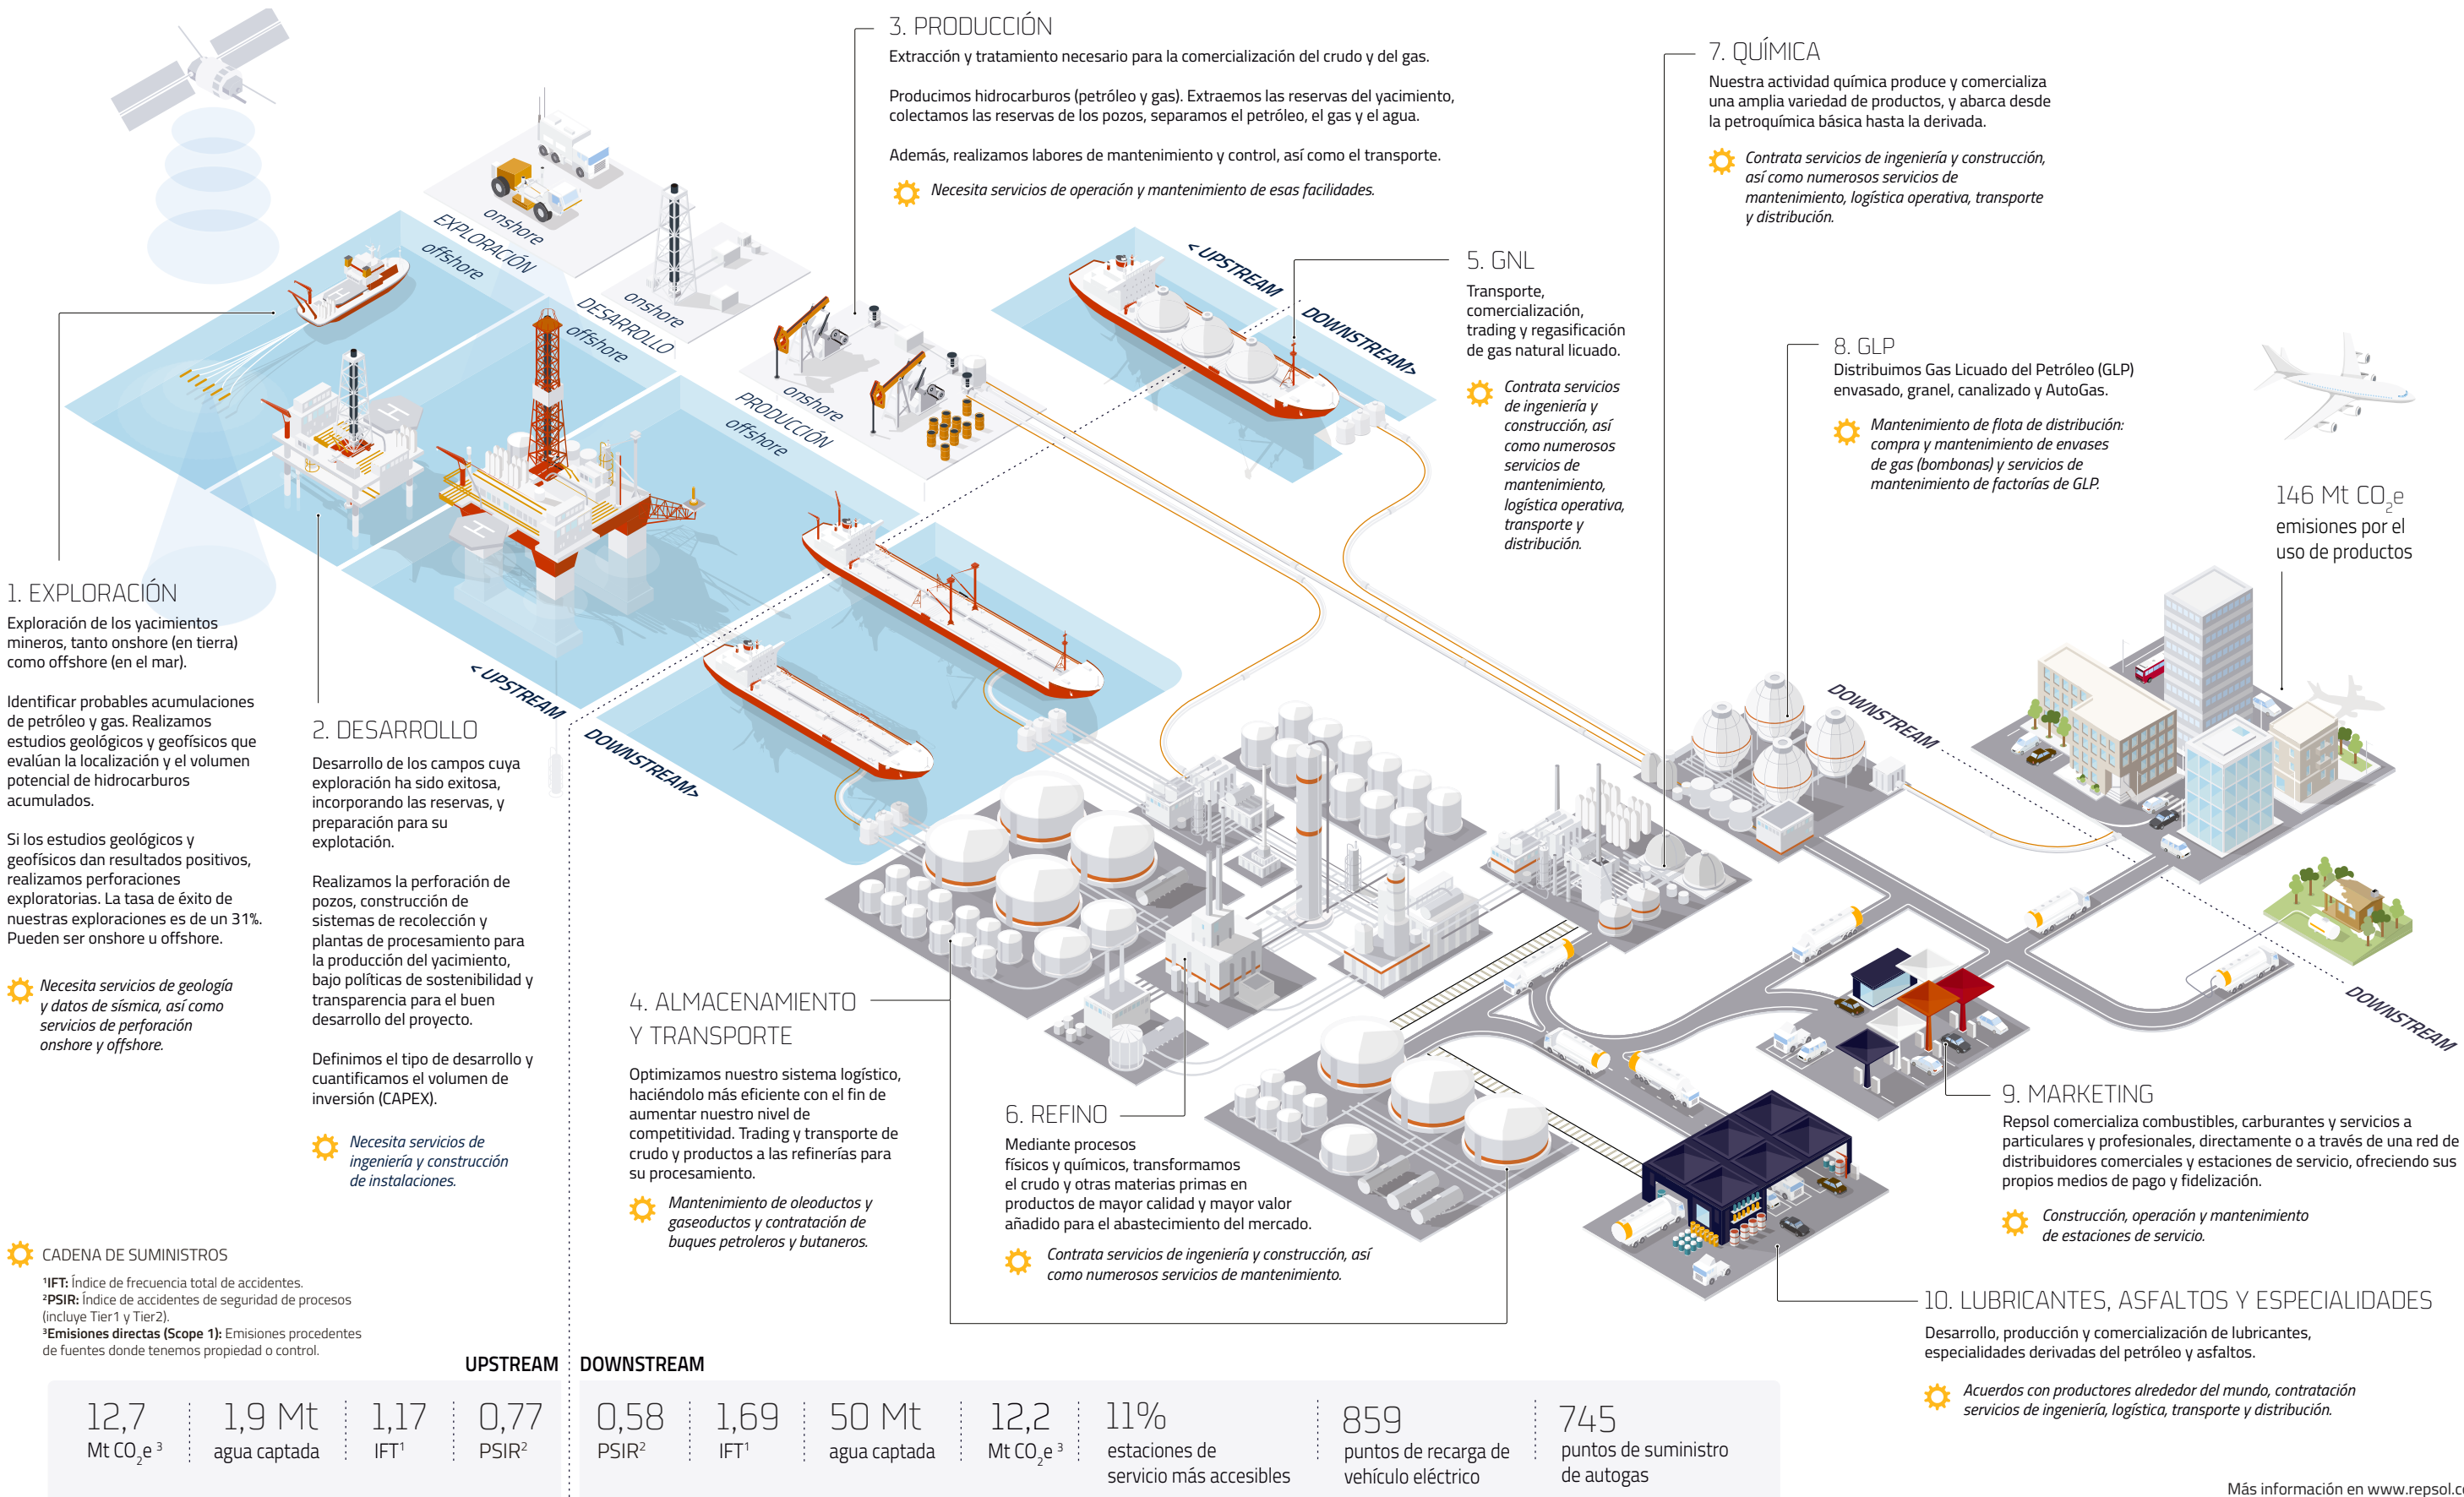 3. PRODUCCIÓN
Extracción y tratamiento necesario para la comercialización del crudo y del gas.
Producimos hidrocarburos (petróleo y gas). Extraemos las reservas del yacimiento,
colectamos las reservas de los pozos, separamos el petróleo, el gas y el agua.
Además, realizamos labores de mantenimiento y control, así como el transporte.
Necesita servicios de operación y mantenimiento de esas facilidades.
7. QUÍMICA
Nuestra actividad química produce y comercializa
una amplia variedad de productos, y abarca desde
la petroquímica básica hasta la derivada.
Contrata servicios de ingeniería y construcción,
así como numerosos servicios de
mantenimiento, logística operativa, transporte
y distribución.
onshore
EXPLORACIÓN
offshore
onshore
DESARROLLO
offshore
onshore
PRODUCCIÓN
offshore
< UPSTREAM
DOWNSTREAM>
5. GNL
Transporte,
comercialización,
trading y regasificación
de gas natural licuado.
Contrata servicios
de ingeniería y
construcción, así
como numerosos
servicios de
mantenimiento,
logística operativa,
transporte y
distribución.
8. GLP
Distribuimos Gas Licuado del Petróleo (GLP)
envasado, granel, canalizado y AutoGas.
Mantenimiento de flota de distribución:
compra y mantenimiento de envases
de gas (bombonas) y servicios de
mantenimiento de factorías de GLP.
146 Mt CO₂e
emisiones por el
uso de productos
1. EXPLORACIÓN
Exploración de los yacimientos
mineros, tanto onshore (en tierra)
como offshore (en el mar).
Identificar probables acumulaciones
de petróleo y gas. Realizamos
estudios geológicos y geofísicos que
evalúan la localización y el volumen
potencial de hidrocarburos
acumulados.
Si los estudios geológicos y
geofísicos dan resultados positivos,
realizamos perforaciones
exploratorias. La tasa de éxito de
nuestras exploraciones es de un 31%.
Pueden ser onshore u offshore.
Necesita servicios de geología
y datos de sísmica, así como
servicios de perforación
onshore y offshore.
< UPSTREAM
DOWNSTREAM>
2. DESARROLLO
Desarrollo de los campos cuya
exploración ha sido exitosa,
incorporando las reservas, y
preparación para su
explotación.
Realizamos la perforación de
pozos, construcción de
sistemas de recolección y
plantas de procesamiento para
la producción del yacimiento,
bajo políticas de sostenibilidad y
transparencia para el buen
desarrollo del proyecto.
Definimos el tipo de desarrollo y
cuantificamos el volumen de
inversión (CAPEX).
Necesita servicios de
ingeniería y construcción
de instalaciones.
DOWNSTREAM
DOWNSTREAM
4. ALMACENAMIENTO
Y TRANSPORTE
Optimizamos nuestro sistema logístico,
haciéndolo más eficiente con el fin de
aumentar nuestro nivel de
competitividad. Trading y transporte de
crudo y productos a las refinerías para
su procesamiento.
Mantenimiento de oleoductos y
gaseoductos y contratación de
buques petroleros y butaneros.
6. REFINO
Mediante procesos
físicos y químicos, transformamos
el crudo y otras materias primas en
productos de mayor calidad y mayor valor
añadido para el abastecimiento del mercado.
Contrata servicios de ingeniería y construcción, así
como numerosos servicios de mantenimiento.
9. MARKETING
Repsol comercializa combustibles, carburantes y servicios a
particulares y profesionales, directamente o a través de una red de
distribuidores comerciales y estaciones de servicio, ofreciendo sus
propios medios de pago y fidelización.
Construcción, operación y mantenimiento
de estaciones de servicio.
10. LUBRICANTES, ASFALTOS Y ESPECIALIDADES
Desarrollo, producción y comercialización de lubricantes,
especialidades derivadas del petróleo y asfaltos.
Acuerdos con productores alrededor del mundo, contratación
servicios de ingeniería, logística, transporte y distribución.
CADENA DE SUMINISTROS
¹IFT: Índice de frecuencia total de accidentes.
²PSIR: Índice de accidentes de seguridad de procesos
(incluye Tier1 y Tier2).
³Emisiones directas (Scope 1): Emisiones procedentes
de fuentes donde tenemos propiedad o control.
UPSTREAM DOWNSTREAM
12,7 1,9 Mt 1,17 0,77 0,58 1,69 50 Mt 12,2 11% 859 745
Mt CO₂e ³ agua captada IFT¹ PSIR² PSIR² IFT¹ agua captada Mt CO₂e ³ estaciones de puntos de recarga de puntos de suministro
servicio más accesibles vehículo eléctrico de autogas
Más información en www.repsol.c